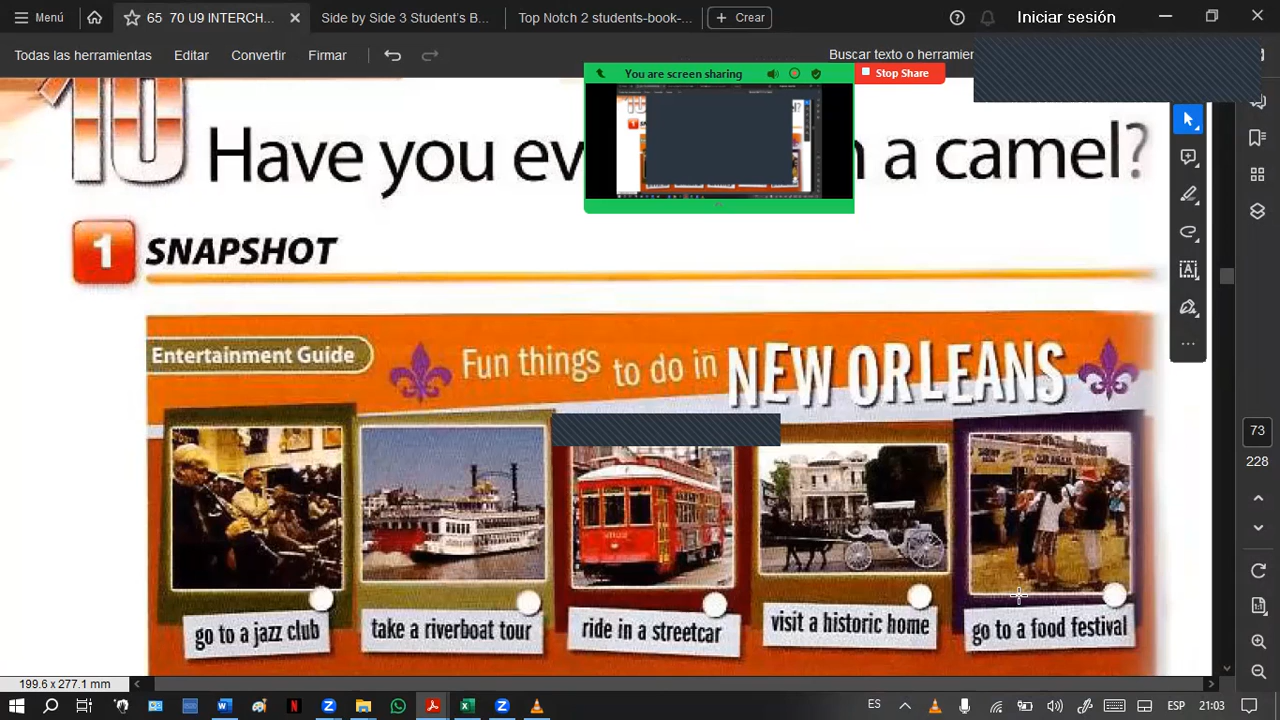 Menú
65 70 U9 INTERCH...
Side by Side 3 Student's B...
Top Notch 2 students-book-...
Crear
Iniciar sesión
Todas las herramientas
Editar
Convertir
Firmar
Buscar texto o herramien
You are screen sharing
Stop Share
10
Have you ev n a camel?
1 SNAPSHOT
Entertainment Guide
Fun things to do in NEW ORLEANS
go to a jazz club
take a riverboat tour
ride in a streetcar
visit a historic home
go to a food festival
73
228
199.6 x 277.1 mm
ES
ESP
21:03